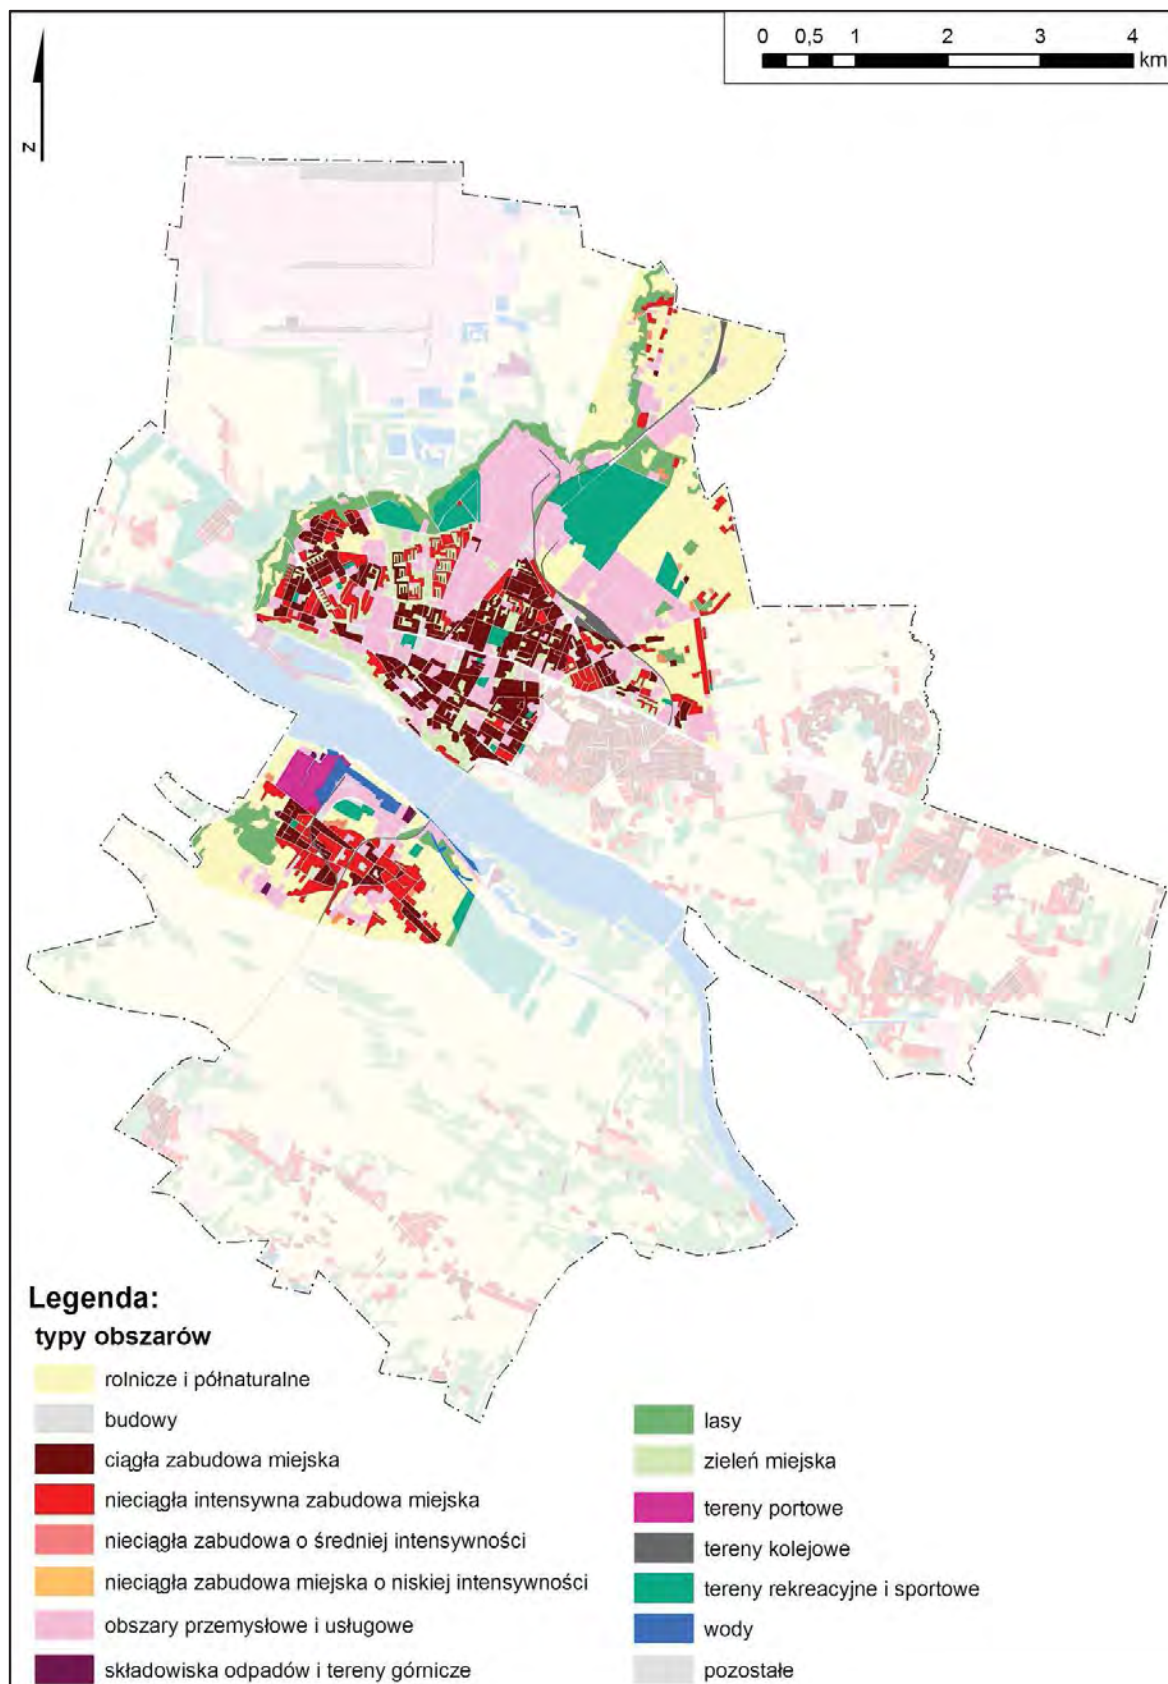 0 0,5 1 2 3 4
km
N
Legenda:
typy obszarów
rolnicze i półnaturalne
budowy
ciągła zabudowa miejska
nieciągła intensywna zabudowa miejska
nieciągła zabudowa o średniej intensywności
nieciągła zabudowa miejska o niskiej intensywności
obszary przemysłowe i usługowe
składowiska odpadów i tereny górnicze
lasy
zieleń miejska
tereny portowe
tereny kolejowe
tereny rekreacyjne i sportowe
wody
pozostałe